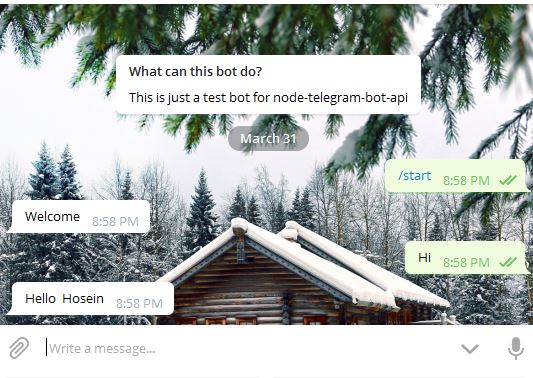 What can this bot do?
This is just a test bot for node-telegram-bot-api
March 31
/start 8:58 PM
Welcome 8:58 PM
Hi 8:58 PM
Hello Hosein 8:58 PM
Write a message...